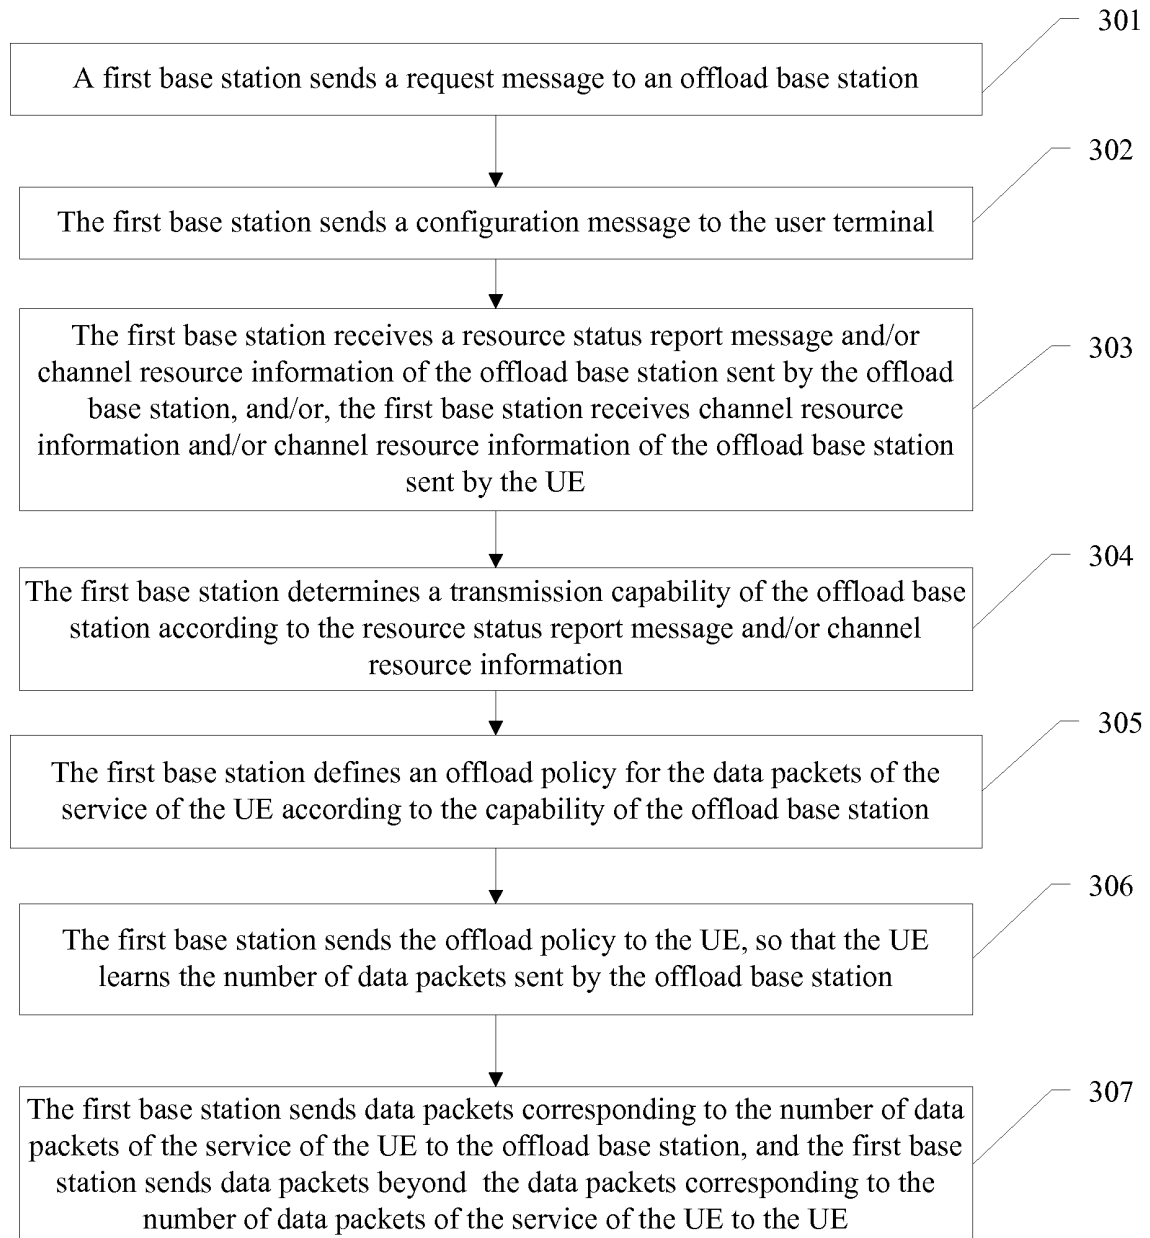 301
A first base station sends a request message to an offload base station
302
The first base station sends a configuration message to the user terminal
303
The first base station receives a resource status report message and/or
channel resource information of the offload base station sent by the offload
base station, and/or, the first base station receives channel resource
information and/or channel resource information of the offload base station
sent by the UE
304
The first base station determines a transmission capability of the offload base
station according to the resource status report message and/or channel
resource information
305
The first base station defines an offload policy for the data packets of the
service of the UE according to the capability of the offload base station
306
The first base station sends the offload policy to the UE, so that the UE
learns the number of data packets sent by the offload base station
307
The first base station sends data packets corresponding to the number of data
packets of the service of the UE to the offload base station, and the first base
station sends data packets beyond the data packets corresponding to the
number of data packets of the service of the UE to the UE